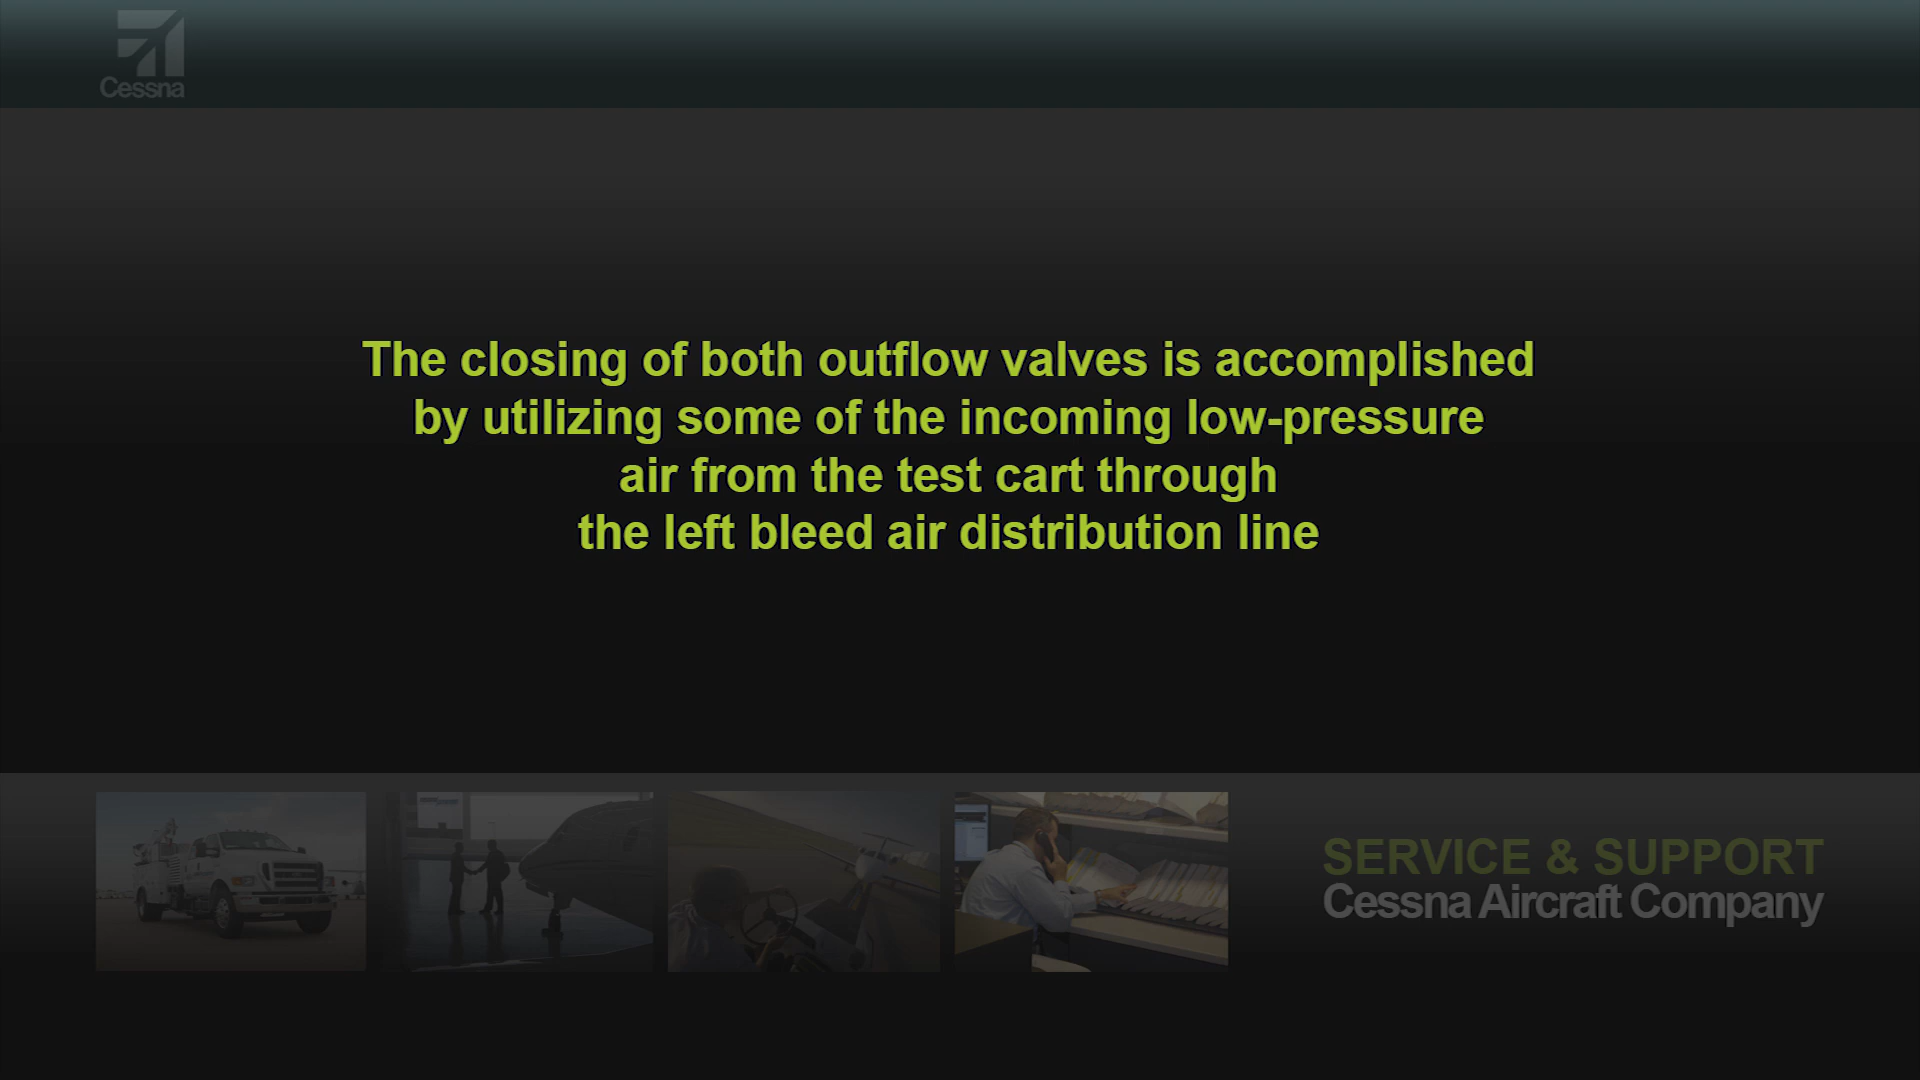 Cessna
The closing of both outflow valves is accomplished
by utilizing some of the incoming low-pressure
air from the test cart through
the left bleed air distribution line
SERVICE & SUPPORT
Cessna Aircraft Company